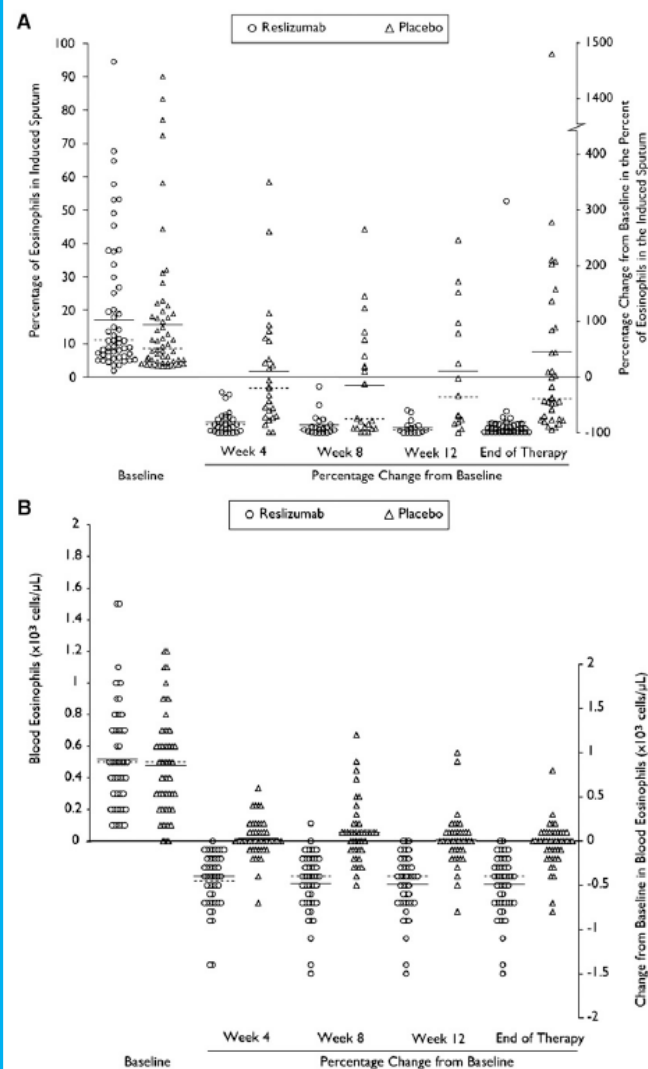 A
Reslizumab
Placebo
100
90
80
70
60
50
40
30
20
10
0
Percentage of Eosinophils in Induced Sputum
1500
1400
400
300
200
100
0
-100
Percentage Change from Baseline in the Percent
of Eosinophils in the Induced Sputum
Week 4
Week 8
Week 12
End of Therapy
Baseline
Percentage Change from Baseline
B
Reslizumab
Placebo
2
1.8
1.6
1.4
1.2
1
0.8
0.6
0.4
0.2
0
Blood Eosinophils (x10³ cells/µL)
2
1.5
1
0.5
0
-0.5
-1
-1.5
-2
Change from Baseline in Blood Eosinophils (x10³ cells/µL)
Week 4
Week 8
Week 12
End of Therapy
Baseline
Percentage Change from Baseline